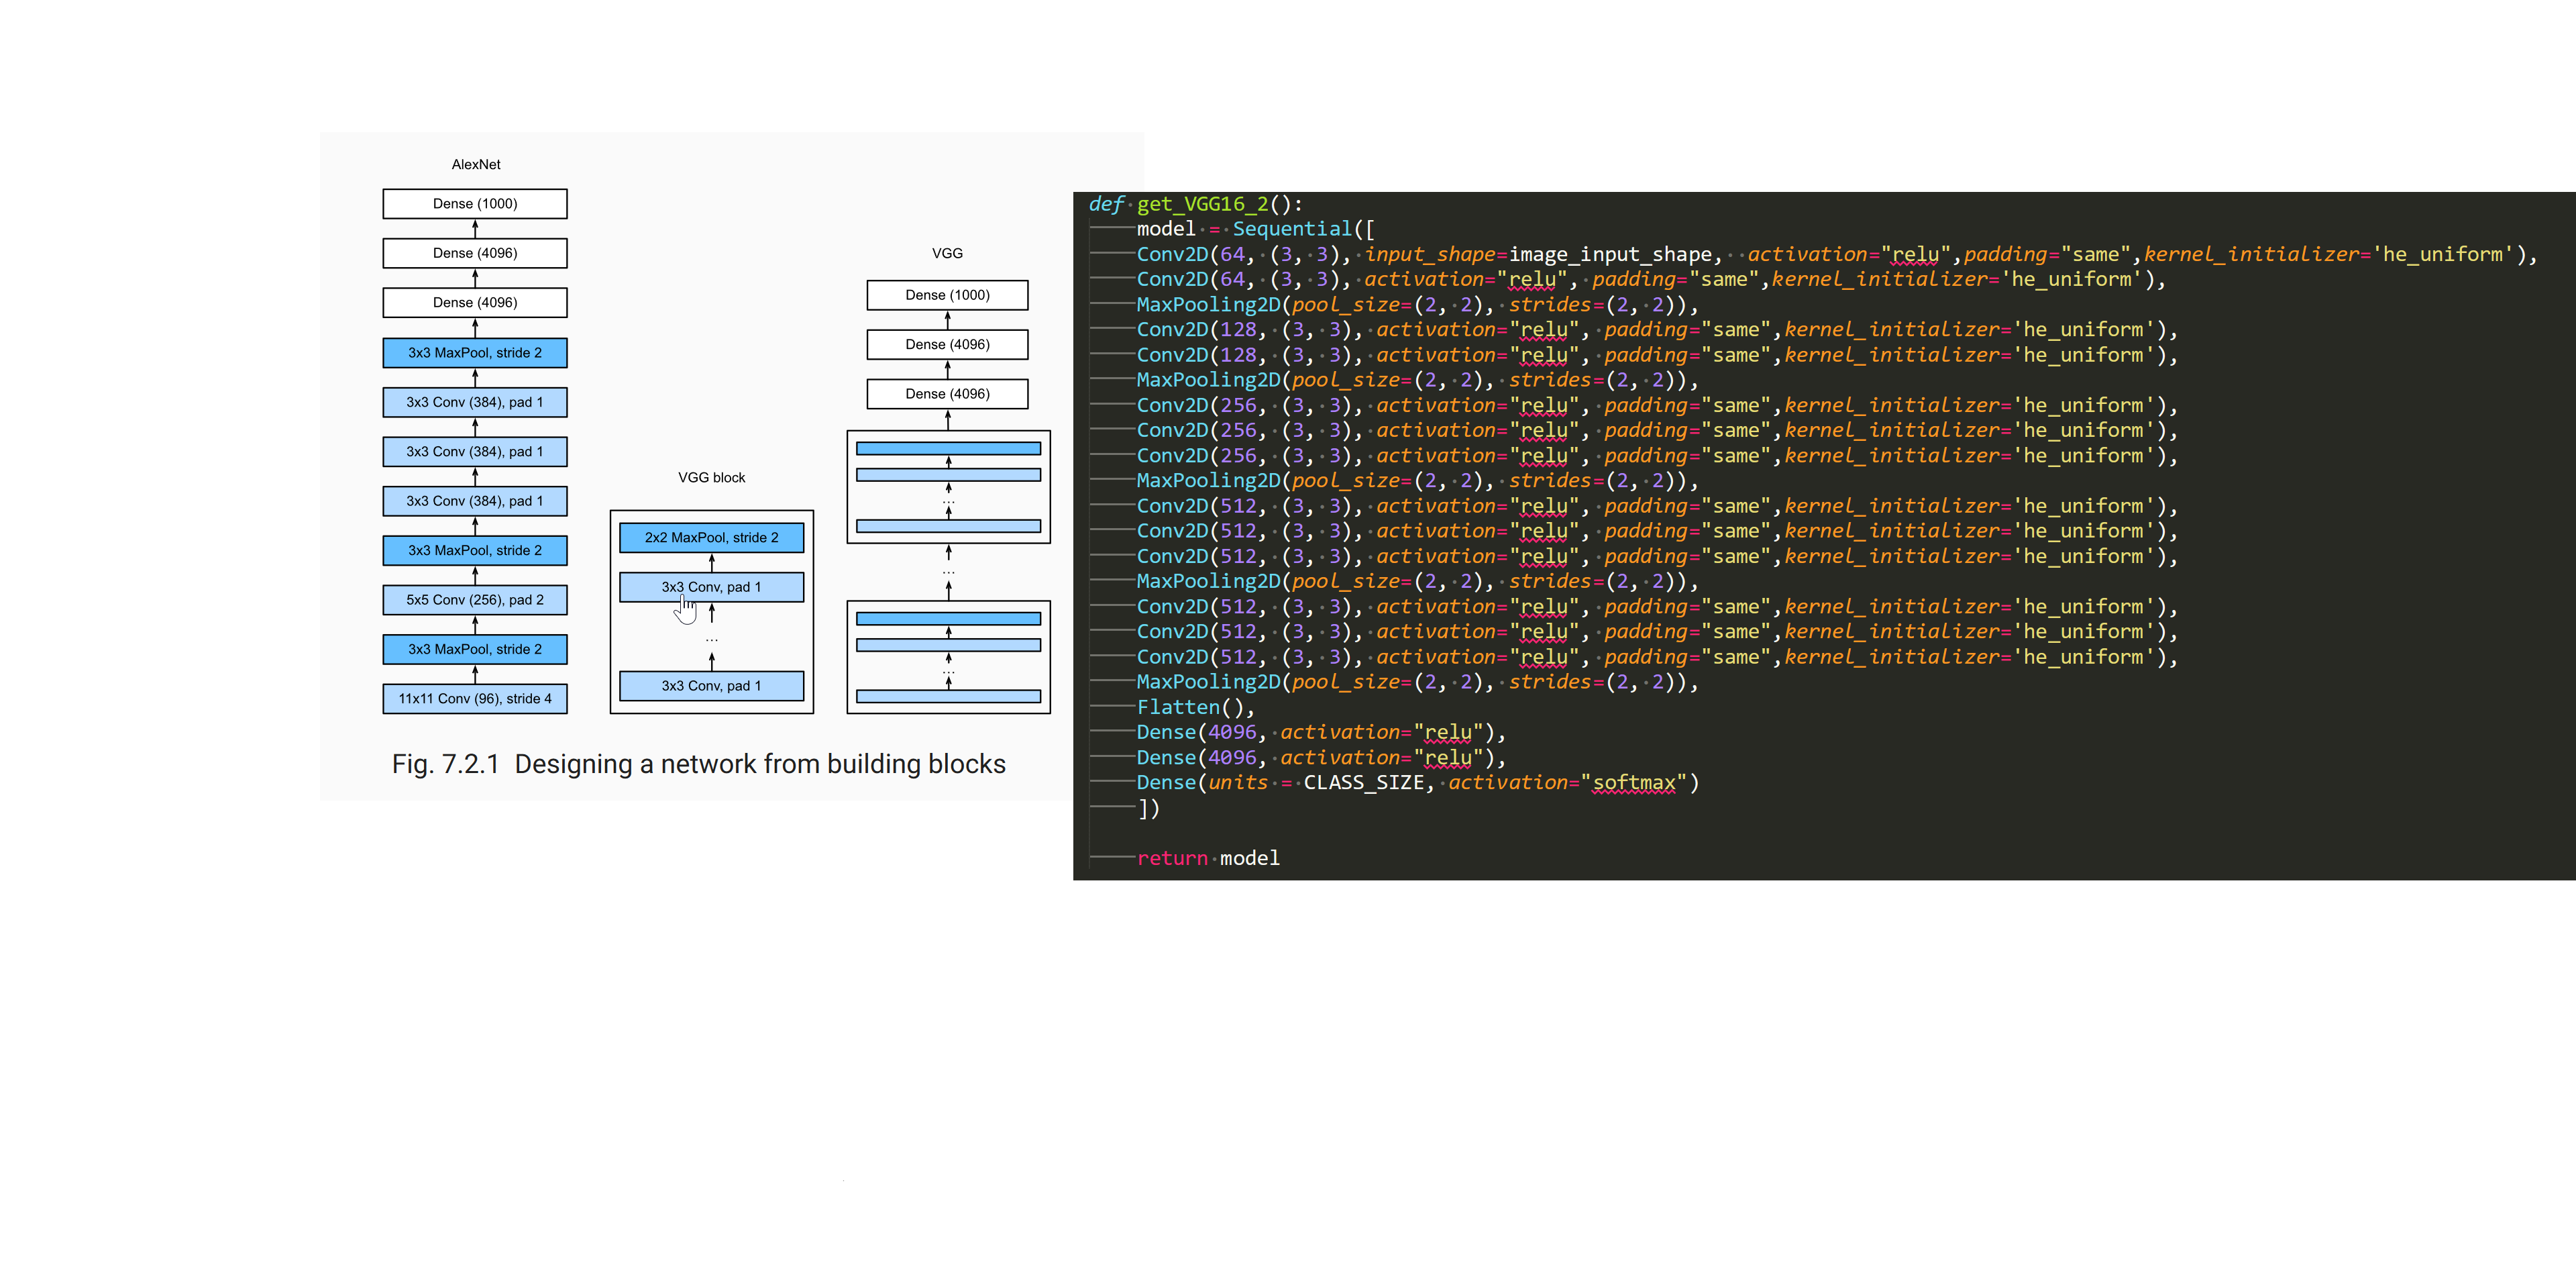 AlexNet
Dense (1000)
Dense (4096)
Dense (4096)
3x3 MaxPool, stride 2
3x3 Conv (384), pad 1
3x3 Conv (384), pad 1
3x3 Conv (384), pad 1
3x3 MaxPool, stride 2
5x5 Conv (256), pad 2
3x3 MaxPool, stride 2
11x11 Conv (96), stride 4
VGG block
2x2 MaxPool, stride 2
3x3 Conv, pad 1
...
3x3 Conv, pad 1
VGG
Dense (1000)
Dense (4096)
Dense (4096)
...
...
...
Fig. 7.2.1 Designing a network from building blocks
def get_VGG16_2():
model = Sequential([
Conv2D(64, (3, 3), input_shape=image_input_shape,  activation="relu",padding="same",kernel_initializer='he_uniform'),
Conv2D(64, (3, 3), activation="relu", padding="same",kernel_initializer='he_uniform'),
MaxPooling2D(pool_size=(2, 2), strides=(2, 2)),
Conv2D(128, (3, 3), activation="relu", padding="same",kernel_initializer='he_uniform'),
Conv2D(128, (3, 3), activation="relu", padding="same",kernel_initializer='he_uniform'),
MaxPooling2D(pool_size=(2, 2), strides=(2, 2)),
Conv2D(256, (3, 3), activation="relu", padding="same",kernel_initializer='he_uniform'),
Conv2D(256, (3, 3), activation="relu", padding="same",kernel_initializer='he_uniform'),
Conv2D(256, (3, 3), activation="relu", padding="same",kernel_initializer='he_uniform'),
MaxPooling2D(pool_size=(2, 2), strides=(2, 2)),
Conv2D(512, (3, 3), activation="relu", padding="same",kernel_initializer='he_uniform'),
Conv2D(512, (3, 3), activation="relu", padding="same",kernel_initializer='he_uniform'),
Conv2D(512, (3, 3), activation="relu", padding="same",kernel_initializer='he_uniform'),
MaxPooling2D(pool_size=(2, 2), strides=(2, 2)),
Conv2D(512, (3, 3), activation="relu", padding="same",kernel_initializer='he_uniform'),
Conv2D(512, (3, 3), activation="relu", padding="same",kernel_initializer='he_uniform'),
Conv2D(512, (3, 3), activation="relu", padding="same",kernel_initializer='he_uniform'),
MaxPooling2D(pool_size=(2, 2), strides=(2, 2)),
Flatten(),
Dense(4096, activation="relu"),
Dense(4096, activation="relu"),
Dense(units = CLASS_SIZE, activation="softmax")
])
return model